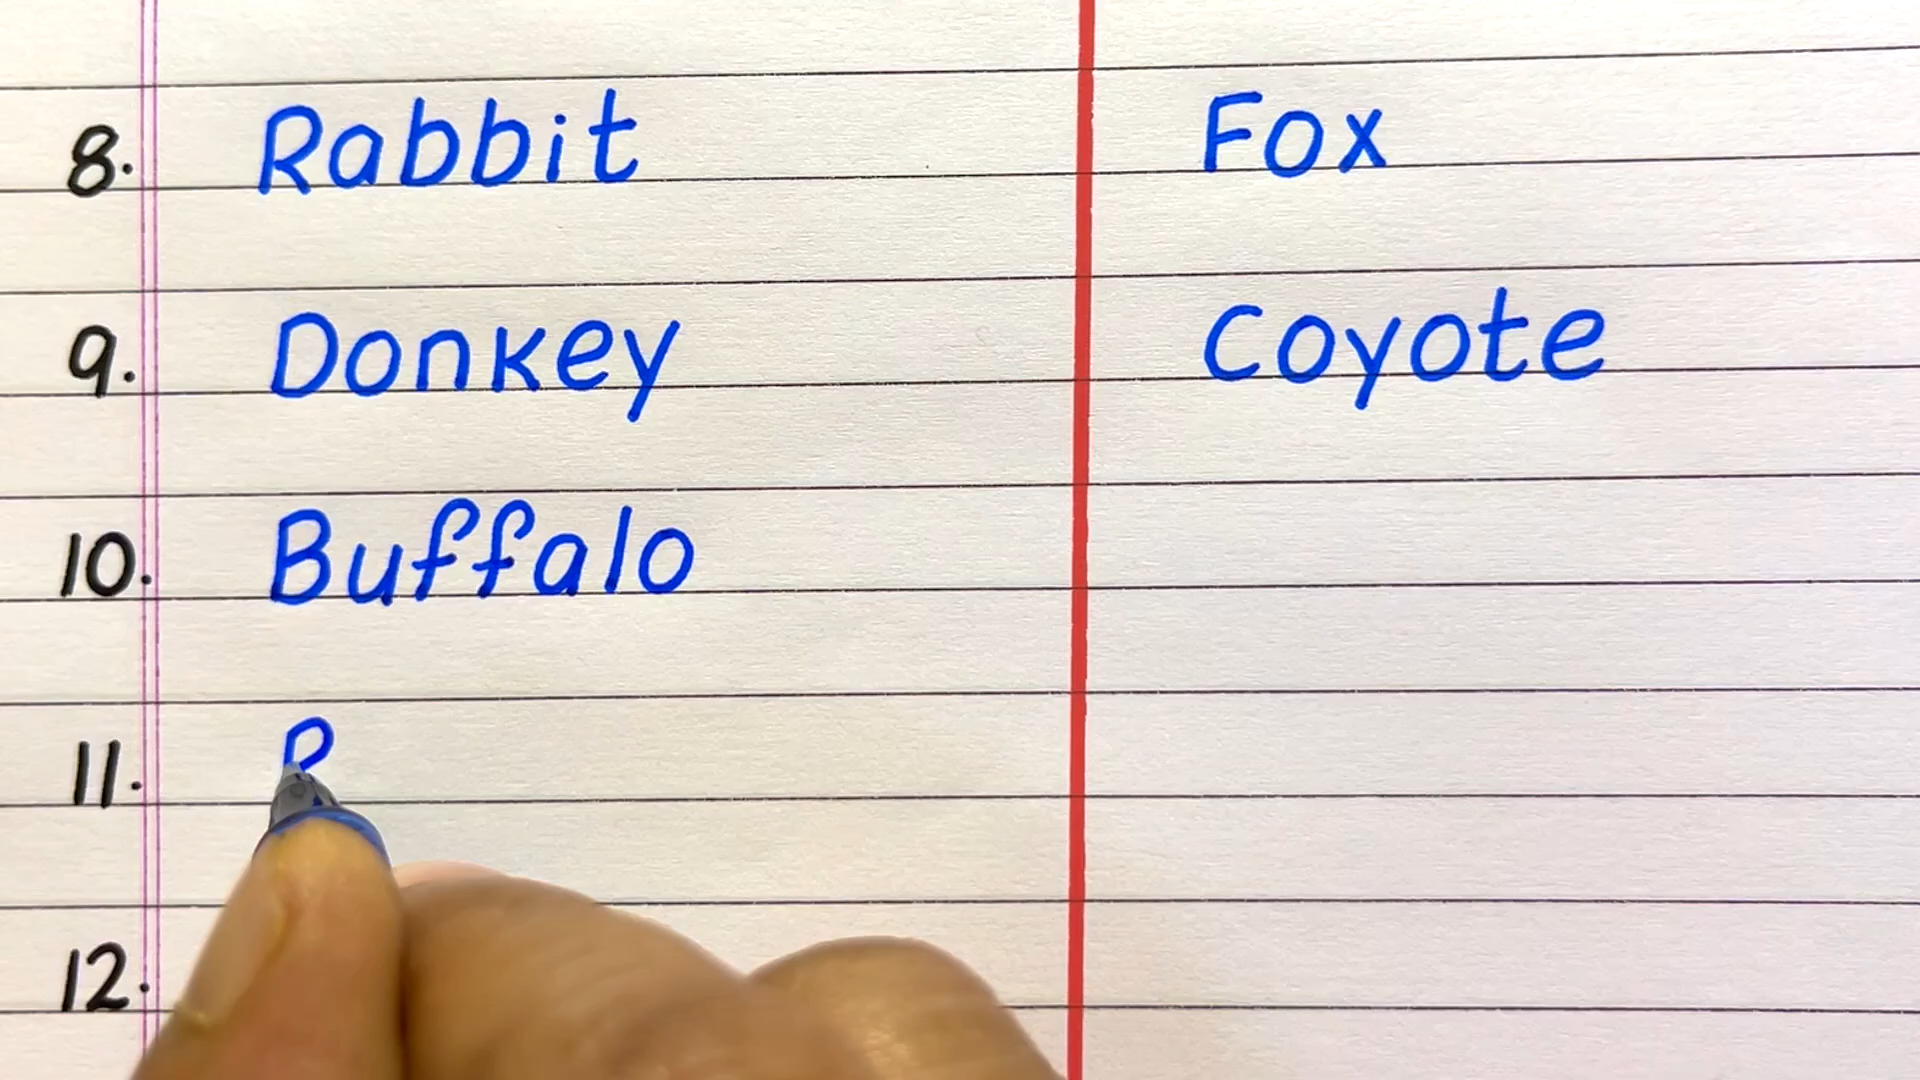 8. Rabbit Fox
9. Donkey Coyote
10. Buffalo
11.
12.